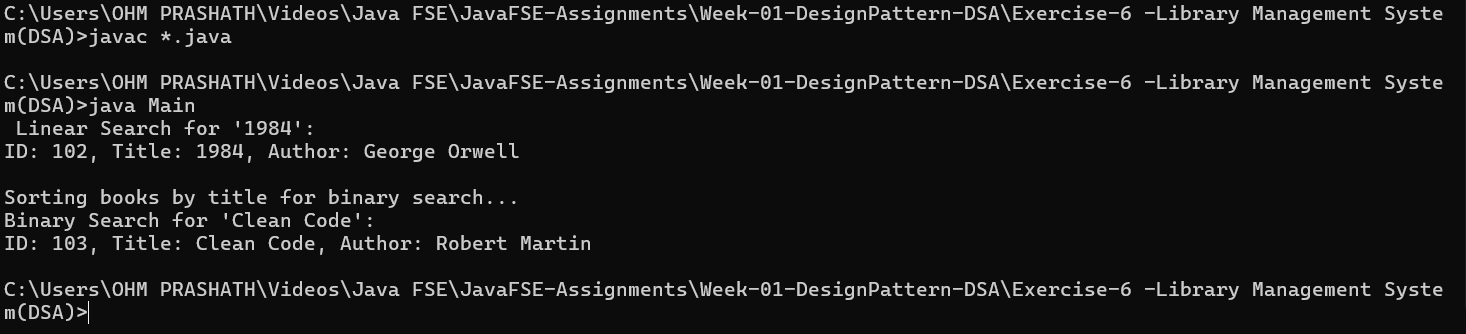 C:\Users\OHM PRASHATH\Videos\Java FSE\JavaFSE-Assignments\Week-01-DesignPattern-DSA\Exercise-6 -Library Management Syste
m(DSA)>javac *.java
C:\Users\OHM PRASHATH\Videos\Java FSE\JavaFSE-Assignments\Week-01-DesignPattern-DSA\Exercise-6 -Library Management Syste
m(DSA)>java Main
Linear Search for '1984':
ID: 102, Title: 1984, Author: George Orwell
Sorting books by title for binary search...
Binary Search for 'Clean Code':
ID: 103, Title: Clean Code, Author: Robert Martin
C:\Users\OHM PRASHATH\Videos\Java FSE\JavaFSE-Assignments\Week-01-DesignPattern-DSA\Exercise-6 -Library Management Syste
m(DSA)>